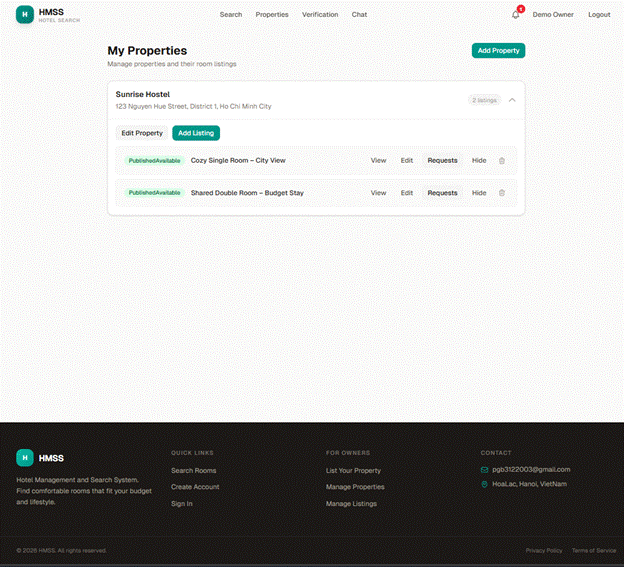 H HMSS
HOTEL SEARCH
Search Properties Verification Chat
Demo Owner Logout
My Properties
Manage properties and their room listings
Add Property
Sunrise Hostel
123 Nguyen Hue Street, District 1, Ho Chi Minh City
2 listings
Edit Property Add Listing
PublishedAvailable Cozy Single Room – City View View Edit Requests Hide
PublishedAvailable Shared Double Room – Budget Stay View Edit Requests Hide
H HMSS
Hotel Management and Search System.
Find comfortable rooms that fit your budget
and lifestyle.
QUICK LINKS
Search Rooms
Create Account
Sign In
FOR OWNERS
List Your Property
Manage Properties
Manage Listings
CONTACT
pgb3122003@gmail.com
HoaLac, Hanoi, VietNam
© 2026 HMSS. All rights reserved.
Privacy Policy Terms of Service